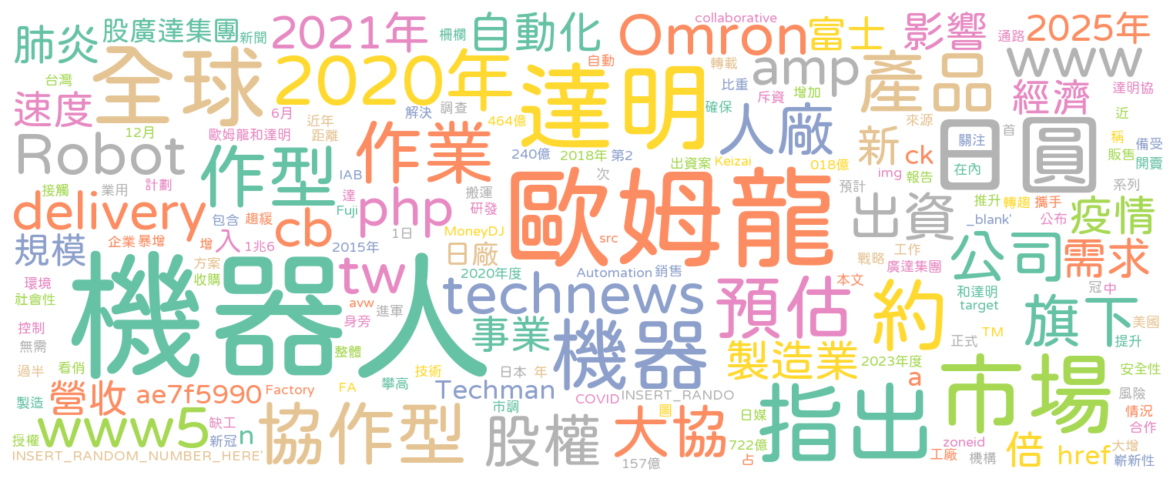 肺炎 股廣達集團 新聞 2021年 柵欄 自動化 Omron collaborative 富士 影響 通路 2025年
台灣 全球 2020年 達明 自動 轉載 amp 產品 www
速度 6月 近年 解決 調查 比重 增加 斥資 確保 經濟 達明協
12月 歐姆龍和達明 距離 464億 人廠 來源 近
Robot 作型 作業 240億 2018年 第2 出資案 Keizai 018億 新 ck 日圓 關注 首 稱 備受
接觸 業用 計劃 IAB 達 搬運 次 歐姆龍 img 報告 在內 販售 開賣
delivery 包含 趨緩 cb Fuji php 研發 預計 出資 推升 轉趨 攜手 系列 疫情
規模 企業 暴增 增 入 1兆6 2015年 1日 MoneyDJ 日廠 src _blank' 公布 需求
環境 方案 收購 tw 2020年度 Automation 銷售 本文 戰略 工作 廣達集團 公司
社會性 機器人 avw 身旁 進軍 technews 預估 約 和達明 target 冠 中 旗下 美國
控制 無需 整體 事業 機器 TM 正式 提升
過半 看俏 攀高 技術 日本 年 製造業 2023年度 市場 安全性
製造 營收 ae7f5990 Factory FA Techman 市調 COVID INSERT_RANDO a 風險
授權 www5 缺工 新冠 n 協作型 股權 大協 圈 日媒 722億 占 指出 倍 href 情況 合作
INSERT_RANDOM_NUMBER_HERE' 157億 工廠 zoneid 機構 大增 嶄新性